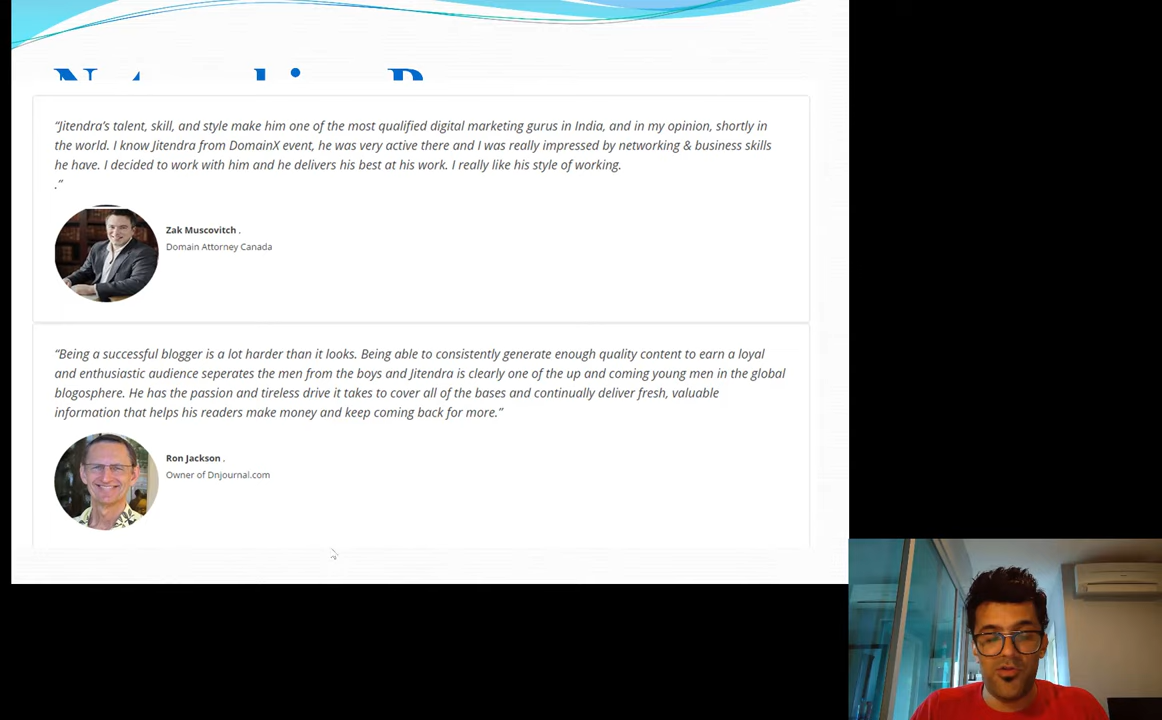 “Jitendra’s talent, skill, and style make him one of the most qualified digital marketing gurus in India, and in my opinion, shortly in
the world. I know Jitendra from DomainX event, he was very active there and I was really impressed by networking & business skills
he have. I decided to work with him and he delivers his best at his work. I really like his style of working.
.”
Zak Muscovitch .
Domain Attorney Canada
“Being a successful blogger is a lot harder than it looks. Being able to consistently generate enough quality content to earn a loyal
and enthusiastic audience seperates the men from the boys and Jitendra is clearly one of the up and coming young men in the global
blogosphere. He has the passion and tireless drive it takes to cover all of the bases and continually deliver fresh, valuable
information that helps his readers make money and keep coming back for more.”
Ron Jackson .
Owner of Dnjournal.com